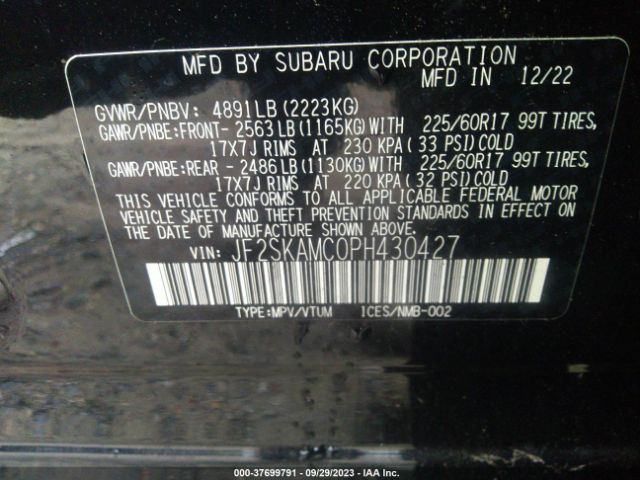 MFD BY SUBARU CORPORATION
MFD IN 12/22
GVWR/PNBV: 4891LB (2223KG)
GAWR/PNBE:FRONT- 2563LB (1165KG)WITH 225/60R17 99T TIRES,
17X7J RIMS AT 230 KPA( 33 PSI)COLD
GAWR/PNBE:REAR - 2486LB (1130KG)WITH 225/60R17 99T TIRES,
17X7J RIMS AT 220 KPA( 32 PSI)COLD
THIS VEHICLE CONFORMS TO ALL APPLICABLE FEDERAL MOTOR
VEHICLE SAFETY AND THEFT PREVENTION STANDARDS IN EFFECT ON
THE DATE OF MANUFACTURE SHOWN ABOVE.
VIN: JF2SKAMC0PH430427
TYPE:MPV/VTUM ICES/NMB-002
000-37699791 - 09/29/2023 - IAA Inc.